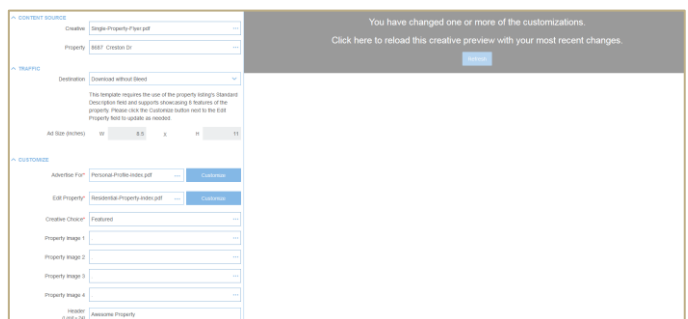 CONTENT SOURCE
Creative Single-Property-Flyer.pdf ...
Property 8687 Creston Dr ...
TRAFFIC
Destination Download without Bleed
This template requires the use of the property listing's Standard
Description field and supports showcasing 6 features of the
property. Please click the Customize button next to the Edit
Property field to update as needed.
Ad Size (Inches) W 8.5 x H 11
CUSTOMIZE
Advertise For* Personal-Profile-Index.pdf ... Customize
Edit Property* Residential-Property-Index.pdf ... Customize
Creative Choice* Featured ...
Property Image 1 ...
Property Image 2 ...
Property Image 3 ...
Property Image 4 ...
Header Awesome Property
You have changed one or more of the customizations.
Click here to reload this creative preview with your most recent changes.
Refresh